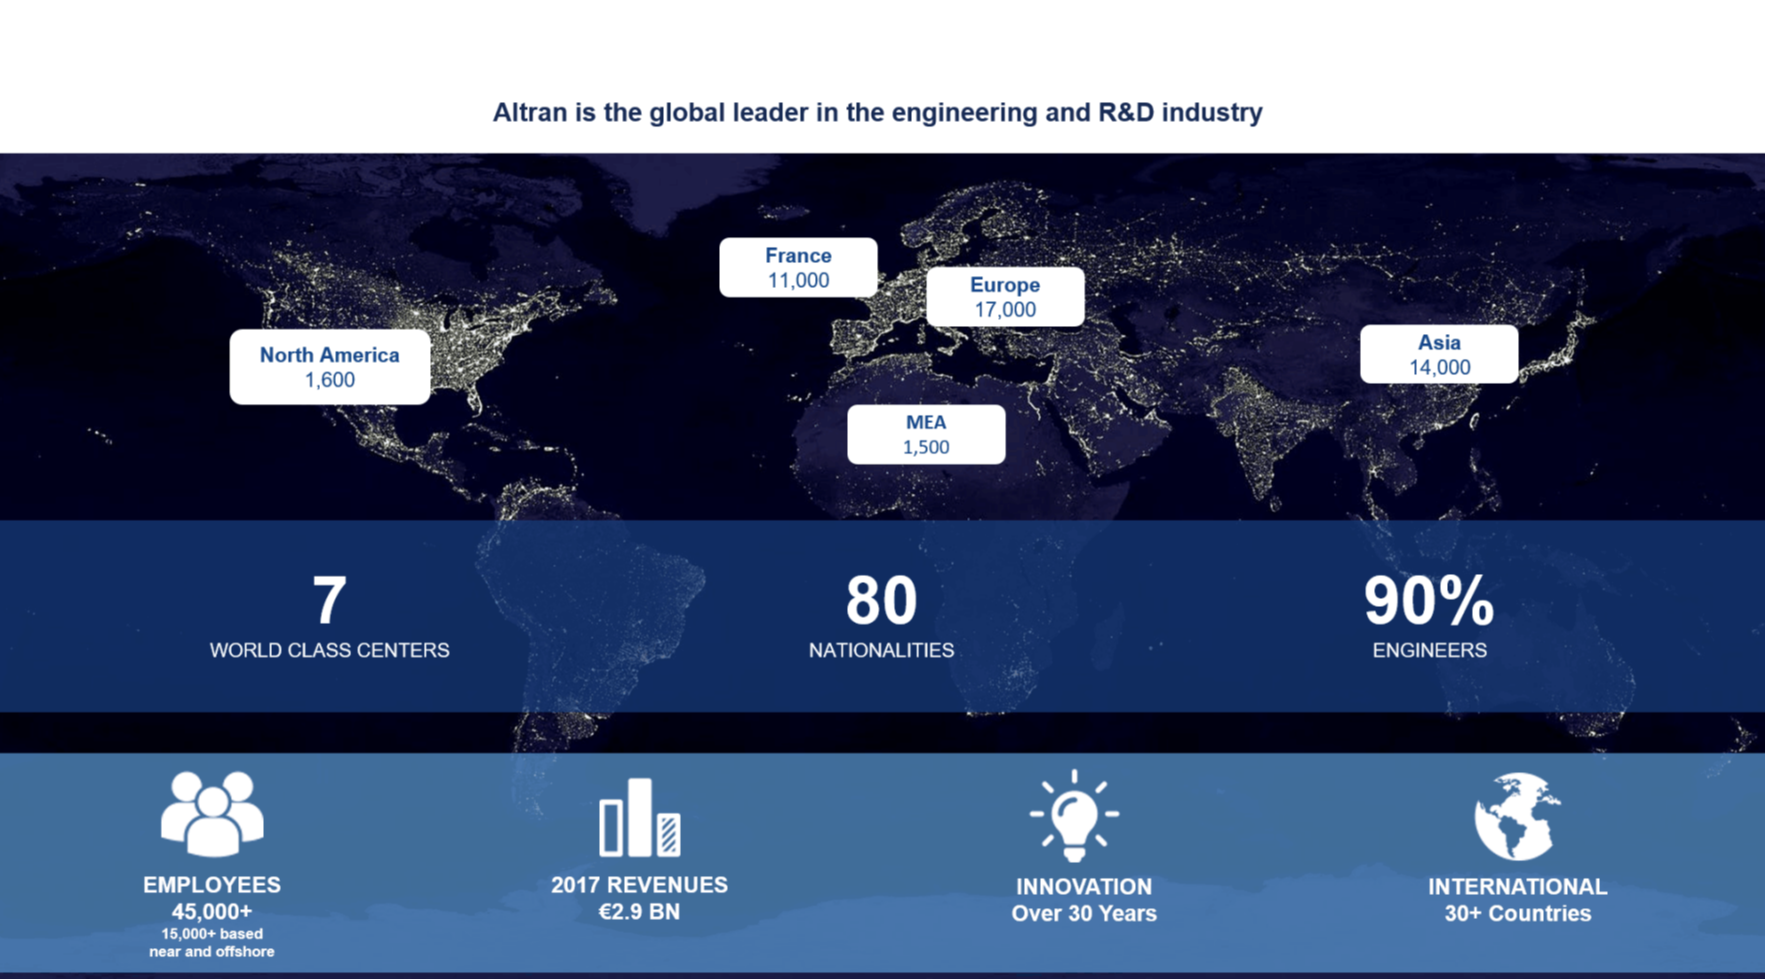 Altran is the global leader in the engineering and R&D industry
France
11,000
Europe
17,000
North America
1,600
Asia
14,000
MEA
1,500
7
WORLD CLASS CENTERS
80
NATIONALITIES
90%
ENGINEERS
EMPLOYEES
45,000+
15,000+ based
near and offshore
2017 REVENUES
€2.9 BN
INNOVATION
Over 30 Years
INTERNATIONAL
30+ Countries